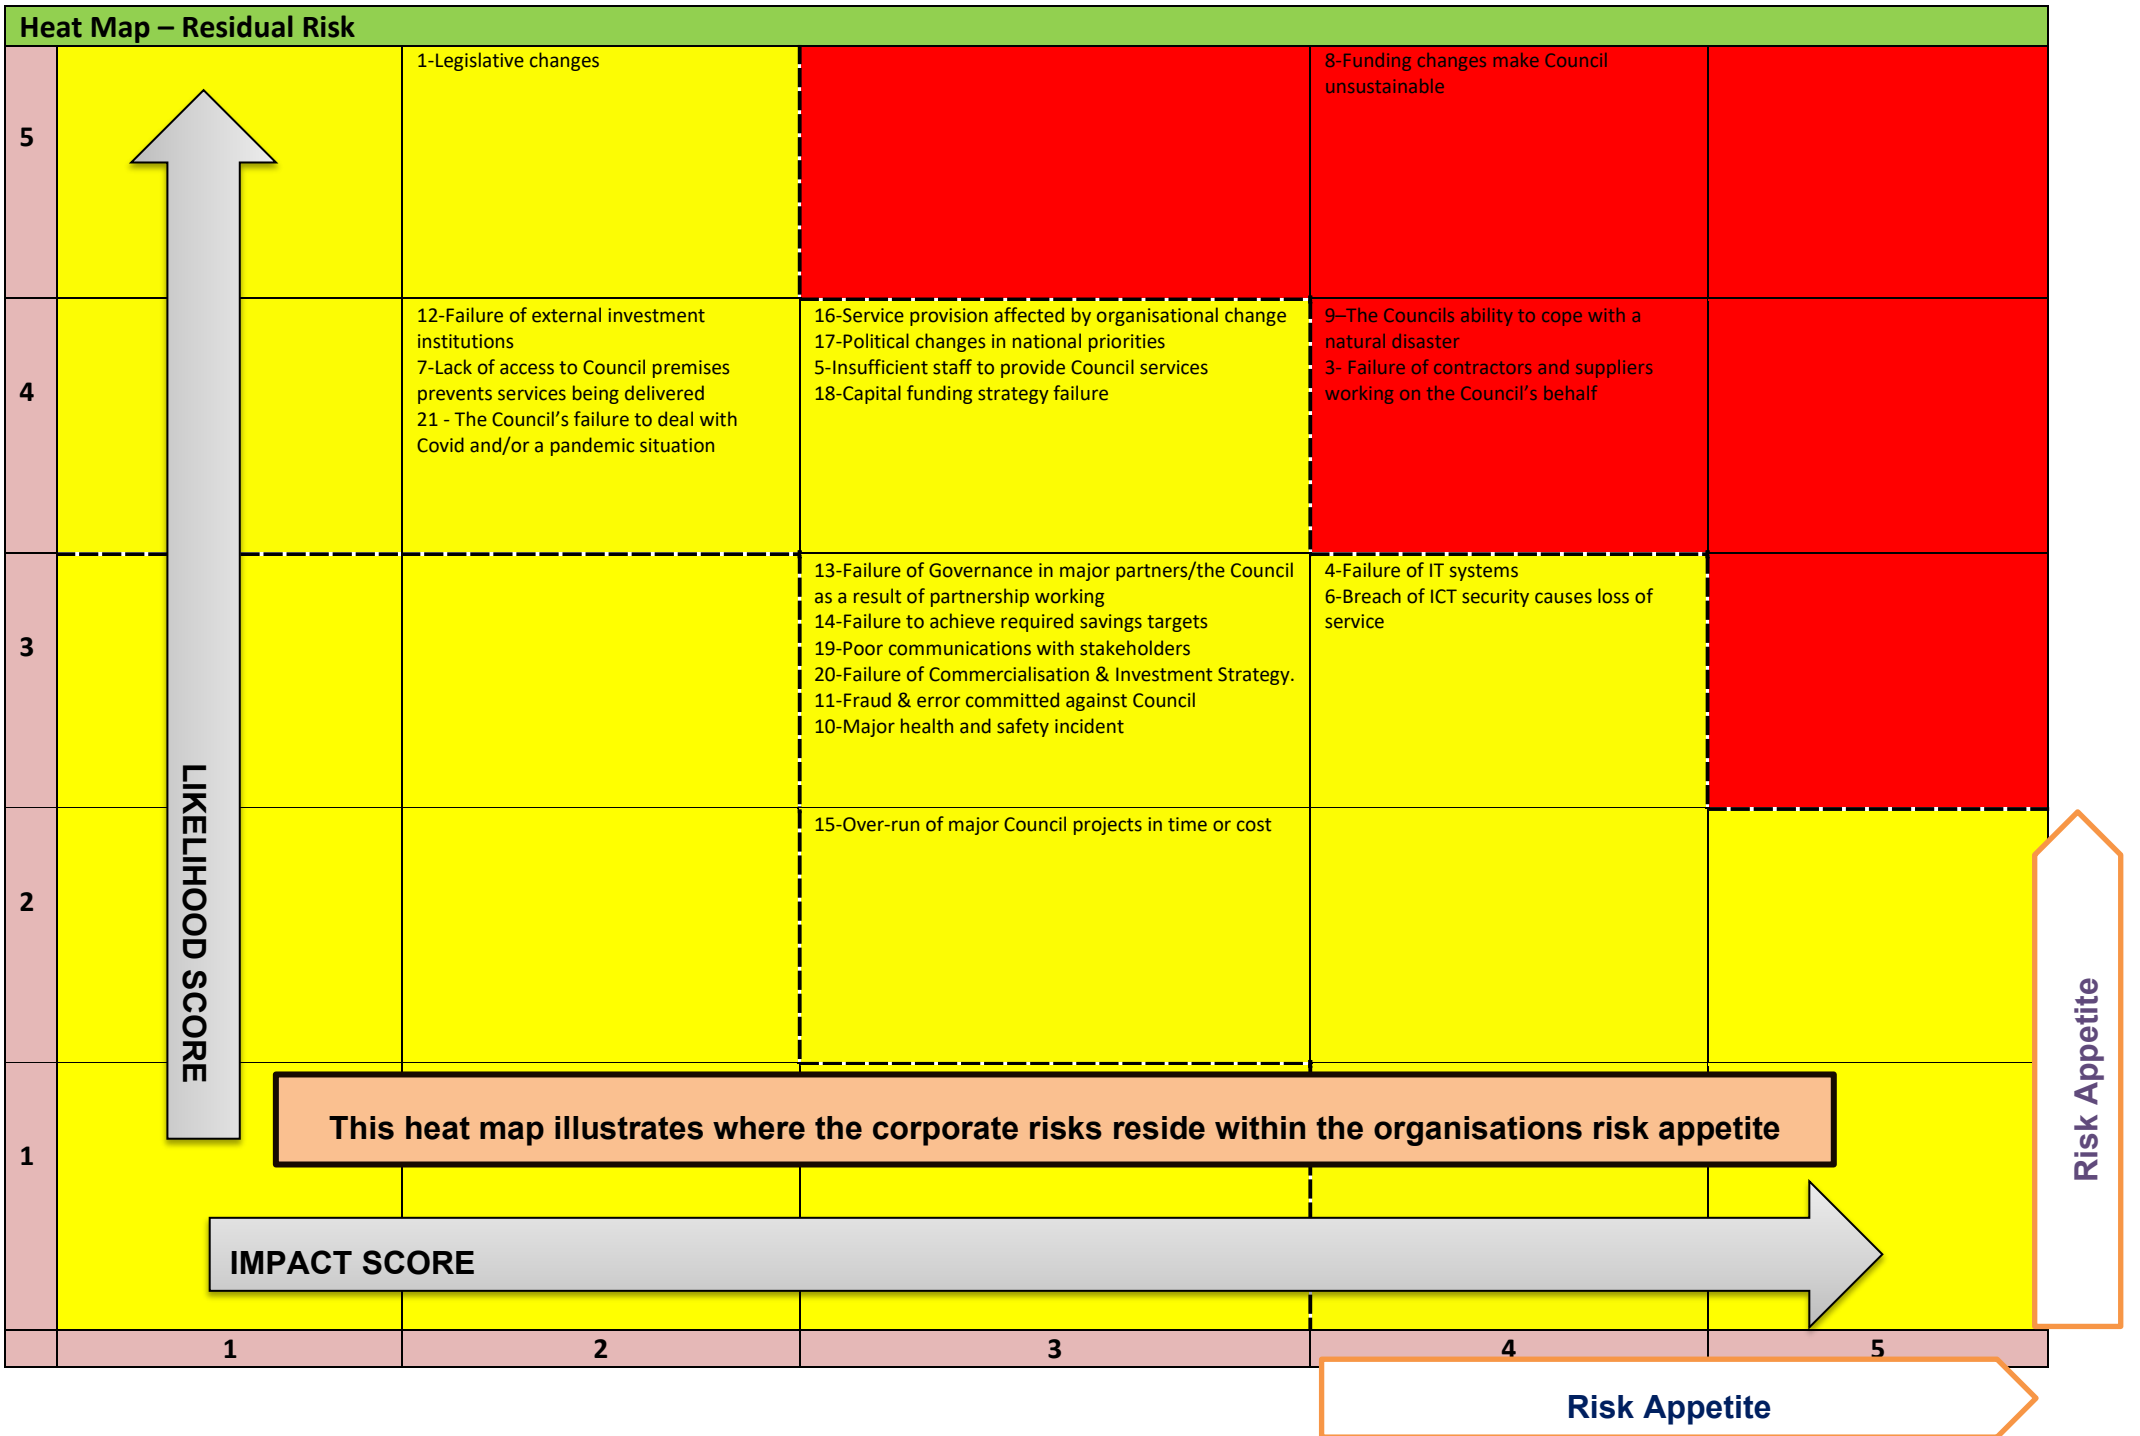 Heat Map – Residual Risk
5
1-Legislative changes
8-Funding changes make Council
unsustainable
4
12-Failure of external investment
institutions
7-Lack of access to Council premises
prevents services being delivered
21 - The Council’s failure to deal with
Covid and/or a pandemic situation
16-Service provision affected by organisational change
17-Political changes in national priorities
5-Insufficient staff to provide Council services
18-Capital funding strategy failure
9–The Councils ability to cope with a
natural disaster
3- Failure of contractors and suppliers
working on the Council’s behalf
3
13-Failure of Governance in major partners/the Council
as a result of partnership working
14-Failure to achieve required savings targets
19-Poor communications with stakeholders
20-Failure of Commercialisation & Investment Strategy.
11-Fraud & error committed against Council
10-Major health and safety incident
4-Failure of IT systems
6-Breach of ICT security causes loss of
service
LIKELIHOOD SCORE
2
15-Over-run of major Council projects in time or cost
Risk Appetite
1
This heat map illustrates where the corporate risks reside within the organisations risk appetite
IMPACT SCORE
1
2
3
4
5
Risk Appetite